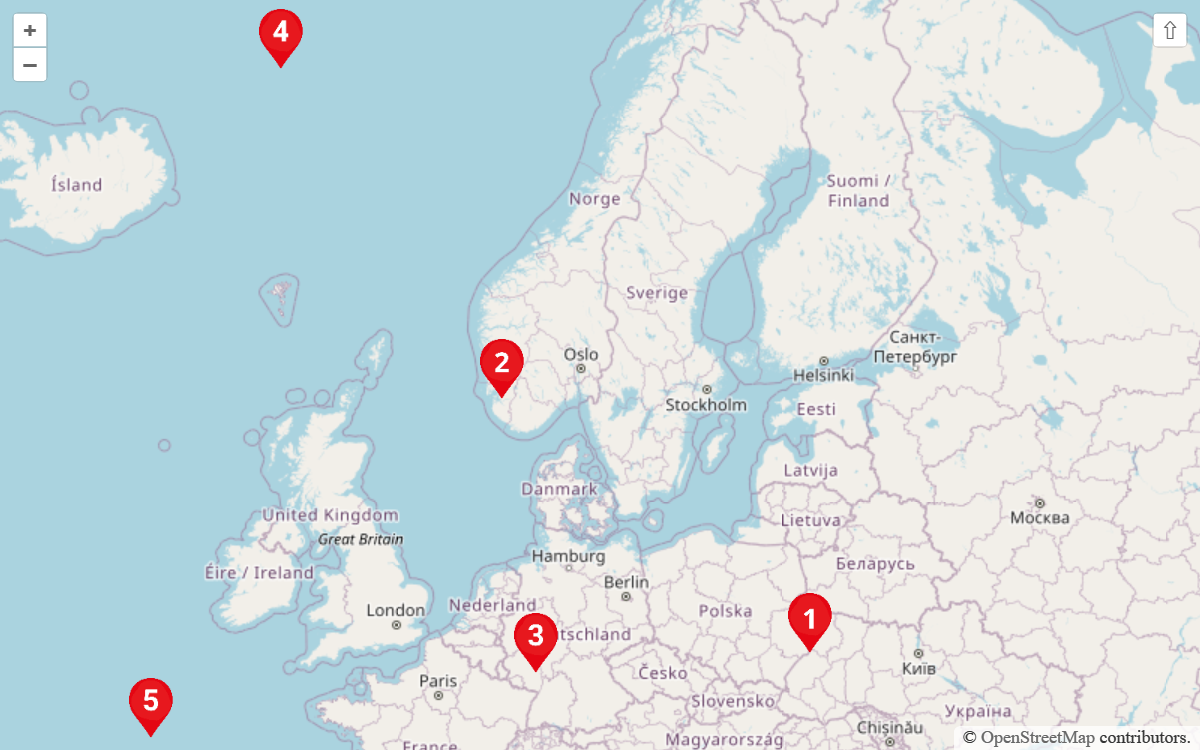 +
−
4
⇧
Ísland
Norge
Suomi /
Finland
Sverige
Санкт-
Петербург
2
Oslo
Helsinki
Stockholm
Eesti
Latvija
Danmark
United Kingdom
Great Britain
Lietuva
Москва
Hamburg
Беларусь
Éire / Ireland
Berlin
London
Nederland
Polska
1
3
tschland
Київ
Česko
Paris
5
Slovensko
Україна
Chișinău
France
Magyarország
© OpenStreetMap contributors.